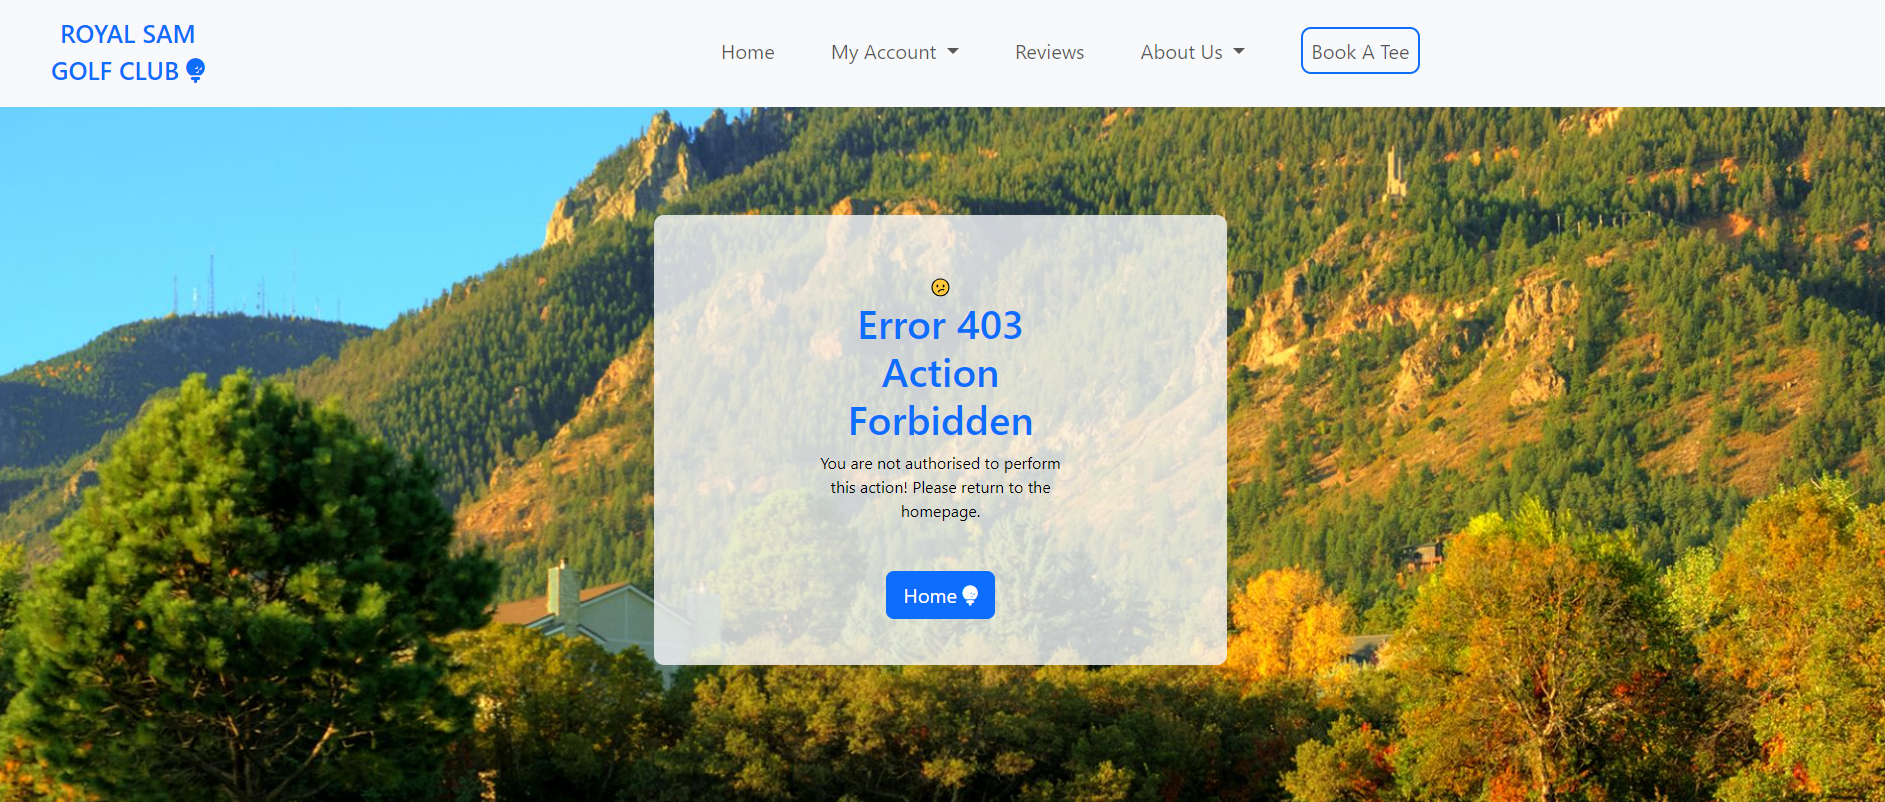 ROYAL SAM
GOLF CLUB
Home
My Account
Reviews
About Us
Book A Tee
Error 403
Action
Forbidden
You are not authorised to perform
this action! Please return to the
homepage.
Home